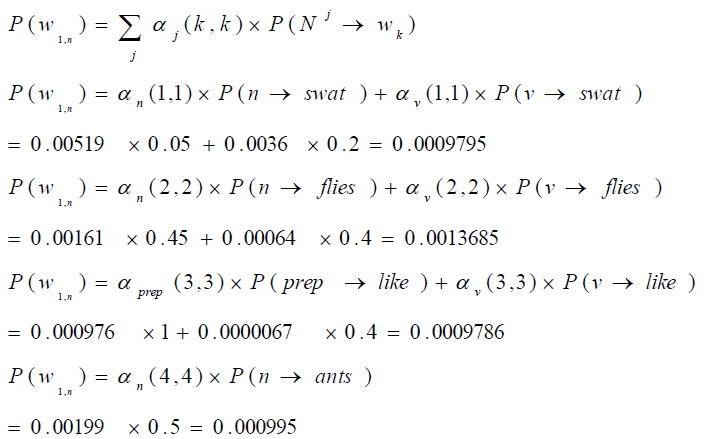 P(w_{1,n}) = ∑_j α_j(k,k) × P(N^j → w_k)
P(w_{1,n}) = α_n(1,1) × P(n → swat) + α_v(1,1) × P(v → swat)
= 0.00519 × 0.05 + 0.0036 × 0.2 = 0.0009795
P(w_{1,n}) = α_n(2,2) × P(n → flies) + α_v(2,2) × P(v → flies)
= 0.00161 × 0.45 + 0.00064 × 0.4 = 0.0013685
P(w_{1,n}) = α_{prep}(3,3) × P(prep → like) + α_v(3,3) × P(v → like)
= 0.000976 × 1 + 0.0000067 × 0.4 = 0.0009786
P(w_{1,n}) = α_n(4,4) × P(n → ants)
= 0.00199 × 0.5 = 0.000995